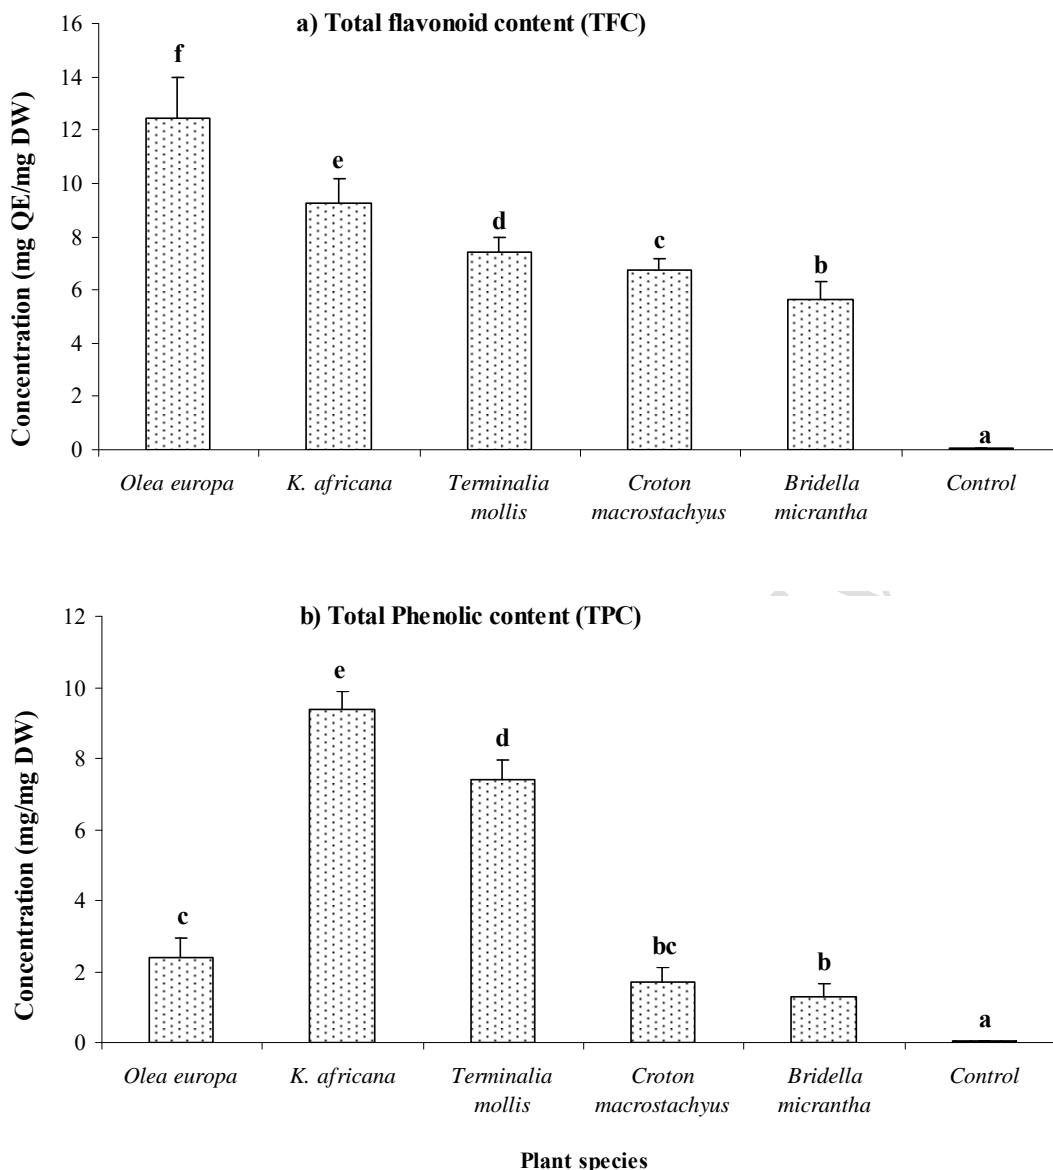 a) Total flavonoid content (TFC)
Concentration (mg QE/mg DW)
16
14
12
10
8
6
4
2
0
f
e
d
c
b
a
Olea europa
K. africana
Terminalia
mollis
Croton
macrostachyus
Bridella
micrantha
Control
b) Total Phenolic content (TPC)
Concentration (mg/mg DW)
12
10
8
6
4
2
0
c
e
d
bc
b
a
Olea europa
K. africana
Terminalia
mollis
Croton
macrostachyus
Bridella
micrantha
Control
Plant species